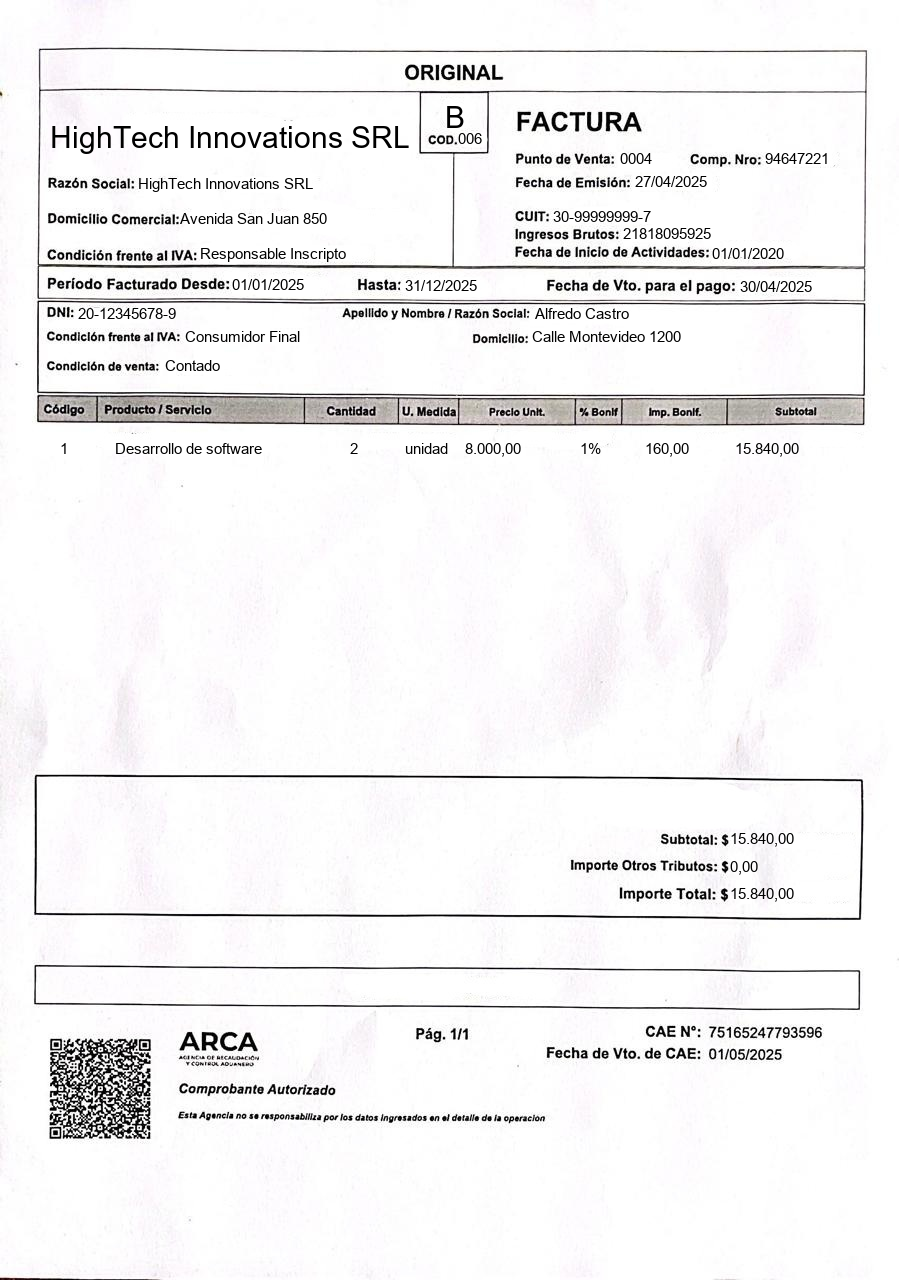 ORIGINAL
HighTech Innovations SRL
B
COD.006
FACTURA
Punto de Venta: 0004 Comp. Nro: 94647221
Razón Social: HighTech Innovations SRL
Fecha de Emisión: 27/04/2025
Domicilio Comercial:Avenida San Juan 850
CUIT: 30-99999999-7
Ingresos Brutos: 21818095925
Condición frente al IVA: Responsable Inscripto
Fecha de Inicio de Actividades: 01/01/2020
Período Facturado Desde: 01/01/2025 Hasta: 31/12/2025 Fecha de Vto. para el pago: 30/04/2025
DNI: 20-12345678-9 Apellido y Nombre / Razón Social: Alfredo Castro
Condición frente al IVA: Consumidor Final Domicilio: Calle Montevideo 1200
Condición de venta: Contado
Código Producto / Servicio Cantidad U. Medida Precio Unit. % Bonif Imp. Bonif. Subtotal
1 Desarrollo de software 2 unidad 8.000,00 1% 160,00 15.840,00
Subtotal: $ 15.840,00
Importe Otros Tributos: $ 0,00
Importe Total: $ 15.840,00
ARCA
AGENCIA DE RECAUDACIÓN
Y CONTROL ADUANERO
Pág. 1/1
CAE N°: 75165247793596
Fecha de Vto. de CAE: 01/05/2025
Comprobante Autorizado
Esta Agencia no se responsabiliza por los datos ingresados en el detalle de la operacion